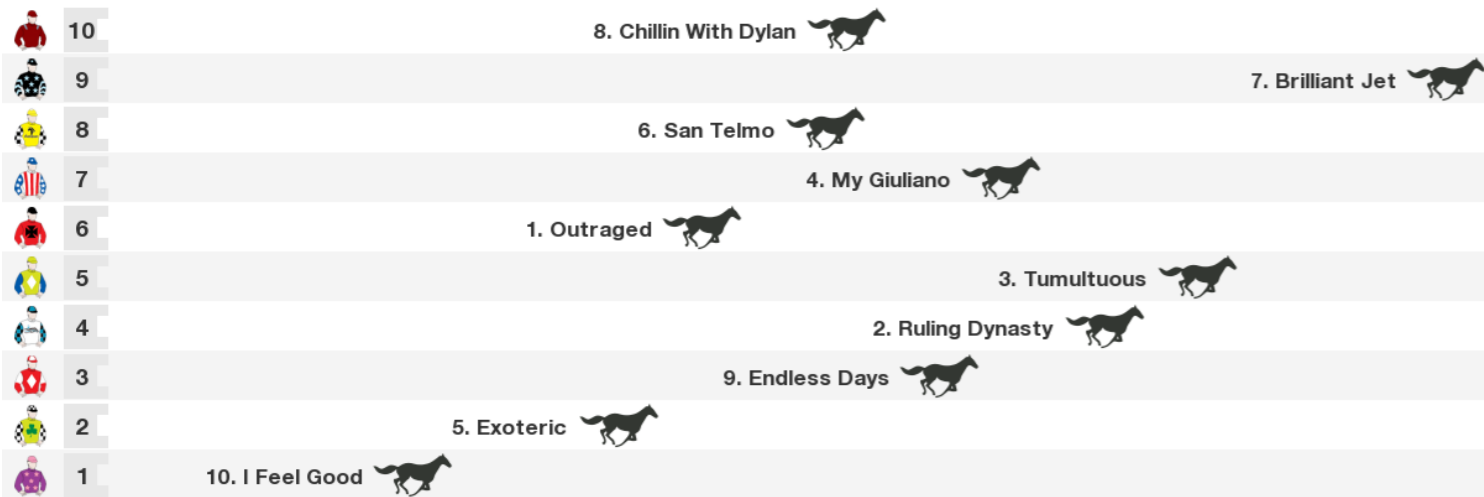 10 8. Chillin With Dylan
9 7. Brilliant Jet
8 6. San Telmo
7 4. My Giuliano
6 1. Outraged
5 3. Tumultuous
4 2. Ruling Dynasty
3 9. Endless Days
2 5. Exoteric
1 10. I Feel Good